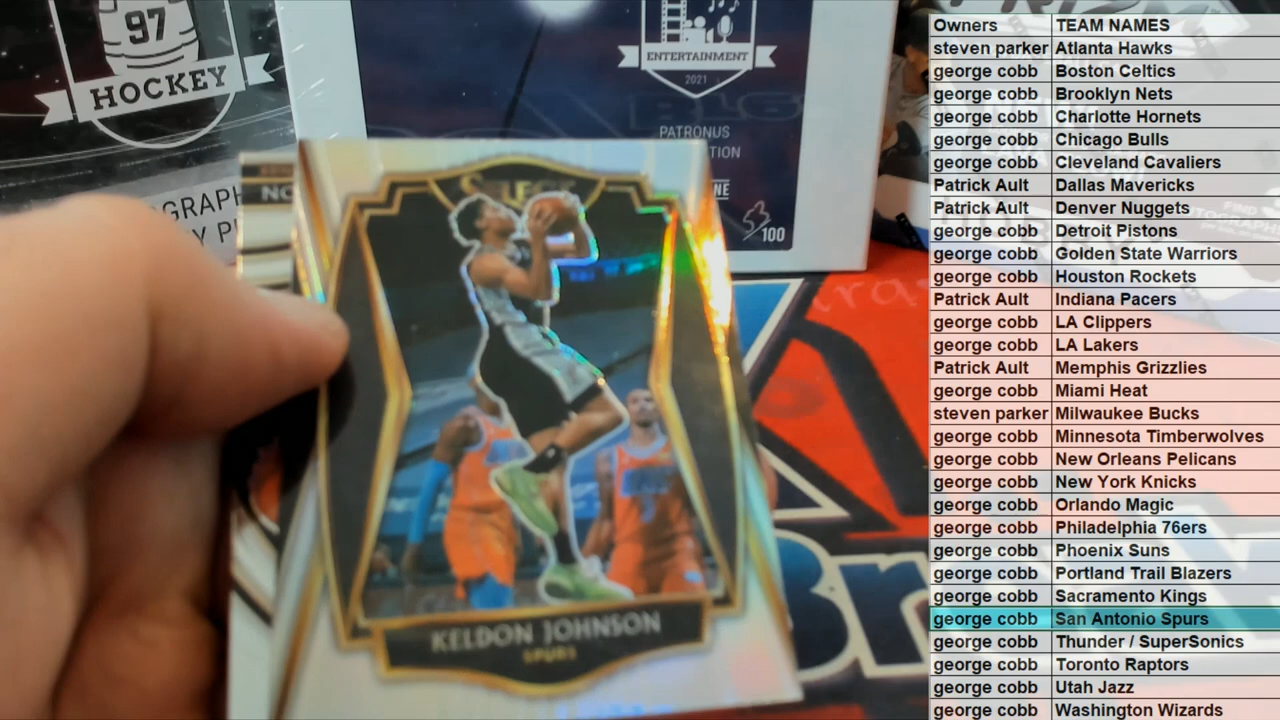 97
HOCKEY
GRAPH
Y P
NO
ENTERTAINMENT
2021
PATRONUS
TION
NE
/100
SELECT
KELDON JOHNSON
SPURS
Br
Owners TEAM NAMES
steven parker Atlanta Hawks
george cobb Boston Celtics
george cobb Brooklyn Nets
george cobb Charlotte Hornets
george cobb Chicago Bulls
george cobb Cleveland Cavaliers
Patrick Ault Dallas Mavericks
Patrick Ault Denver Nuggets
george cobb Detroit Pistons
george cobb Golden State Warriors
george cobb Houston Rockets
Patrick Ault Indiana Pacers
george cobb LA Clippers
george cobb LA Lakers
Patrick Ault Memphis Grizzlies
george cobb Miami Heat
steven parker Milwaukee Bucks
george cobb Minnesota Timberwolves
george cobb New Orleans Pelicans
george cobb New York Knicks
george cobb Orlando Magic
george cobb Philadelphia 76ers
george cobb Phoenix Suns
george cobb Portland Trail Blazers
george cobb Sacramento Kings
george cobb San Antonio Spurs
george cobb Thunder / SuperSonics
george cobb Toronto Raptors
george cobb Utah Jazz
george cobb Washington Wizards